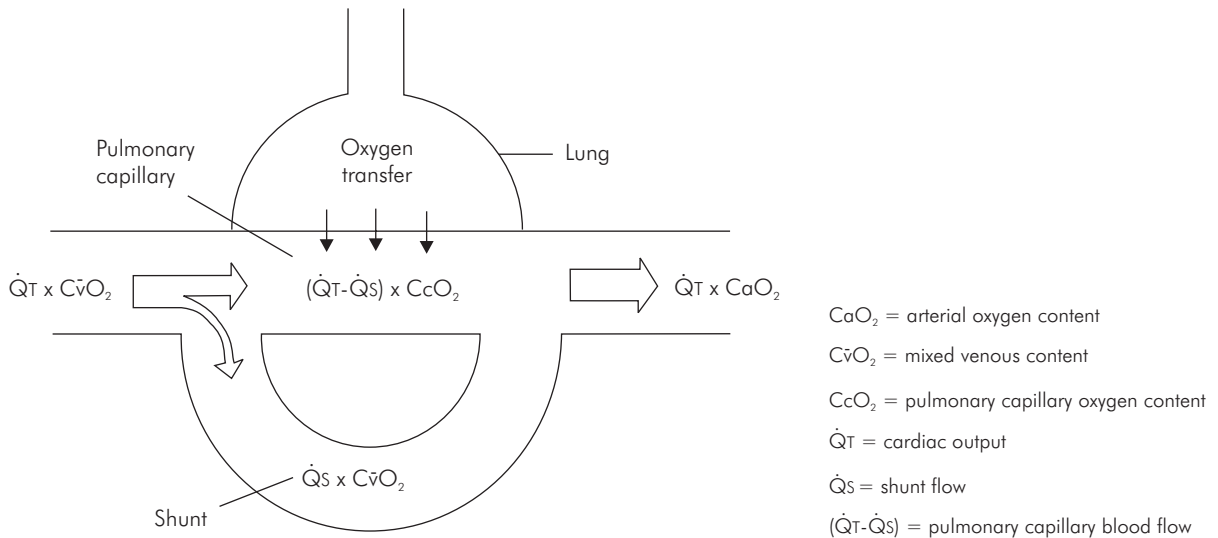 Pulmonary
capillary
Oxygen
transfer
Lung
Q̇T x Cv̄O₂
(Q̇T-Q̇S) x CcO₂
Q̇T x CaO₂
Q̇S x Cv̄O₂
Shunt
CaO₂ = arterial oxygen content
Cv̄O₂ = mixed venous content
CcO₂ = pulmonary capillary oxygen content
Q̇T = cardiac output
Q̇S = shunt flow
(Q̇T-Q̇S) = pulmonary capillary blood flow